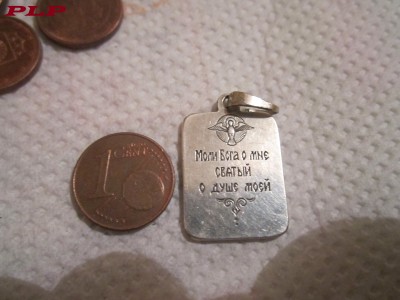 PLP
1
Моли Бога о мне
святый
о душе моей